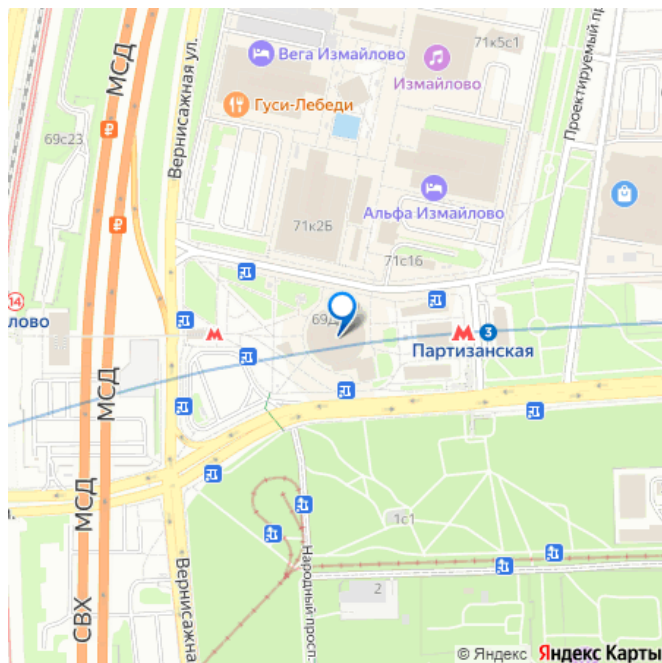 МСД
Вернисажная ул.
Вега Измайлово
71к5с1
Измайлово
Гуси-Лебеди
Проектируемый пр
69с23
Альфа Измайлово
71к2Б
71с16
14
лово
69
3
Партизанская
МСД
МСД
1с1
Народный просп.
2
Вернисажна
СВХ
© Яндекс Яндекс Карты